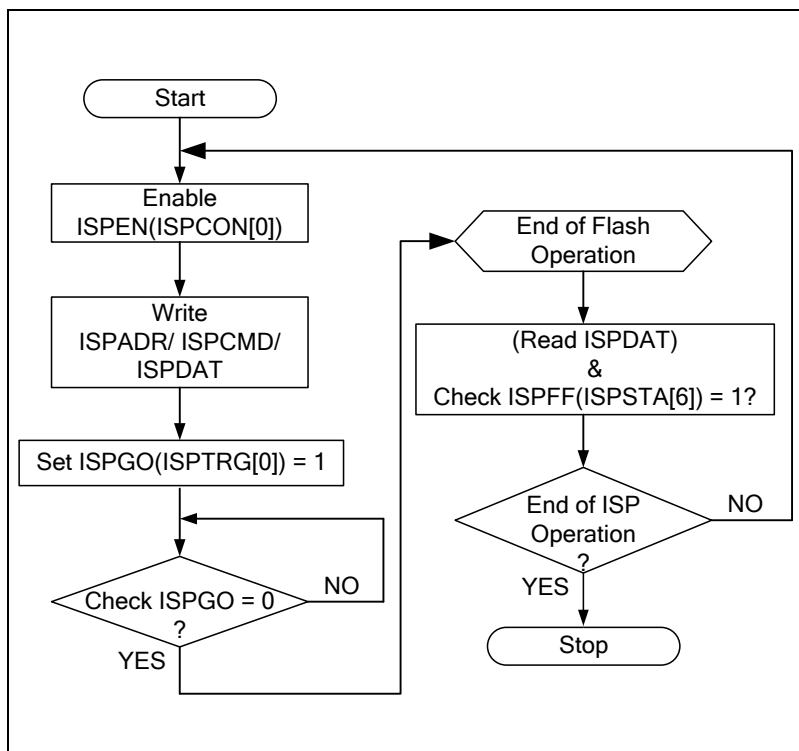 Start
Enable
ISPEN(ISPCON[0])
Write
ISPADR/ ISPCMD/
ISPDAT
Set ISPGO(ISPTRG[0]) = 1
Check ISPGO = 0
?
NO
YES
End of Flash
Operation
(Read ISPDAT)
&
Check ISPFF(ISPSTA[6]) = 1?
End of ISP
Operation
?
NO
YES
Stop